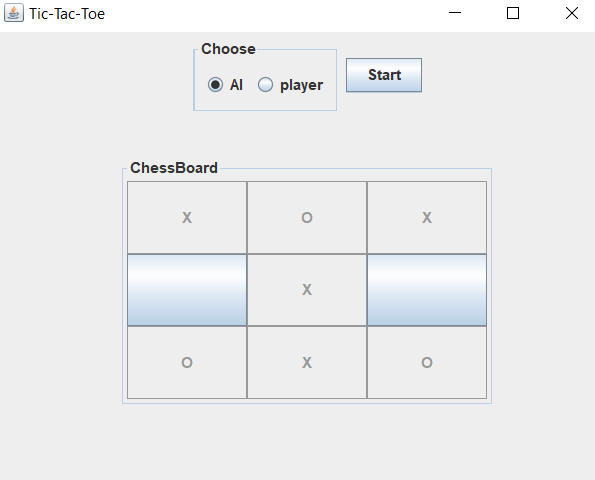 Tic-Tac-Toe
Choose
AI player
Start
ChessBoard
X O X
X
O X O